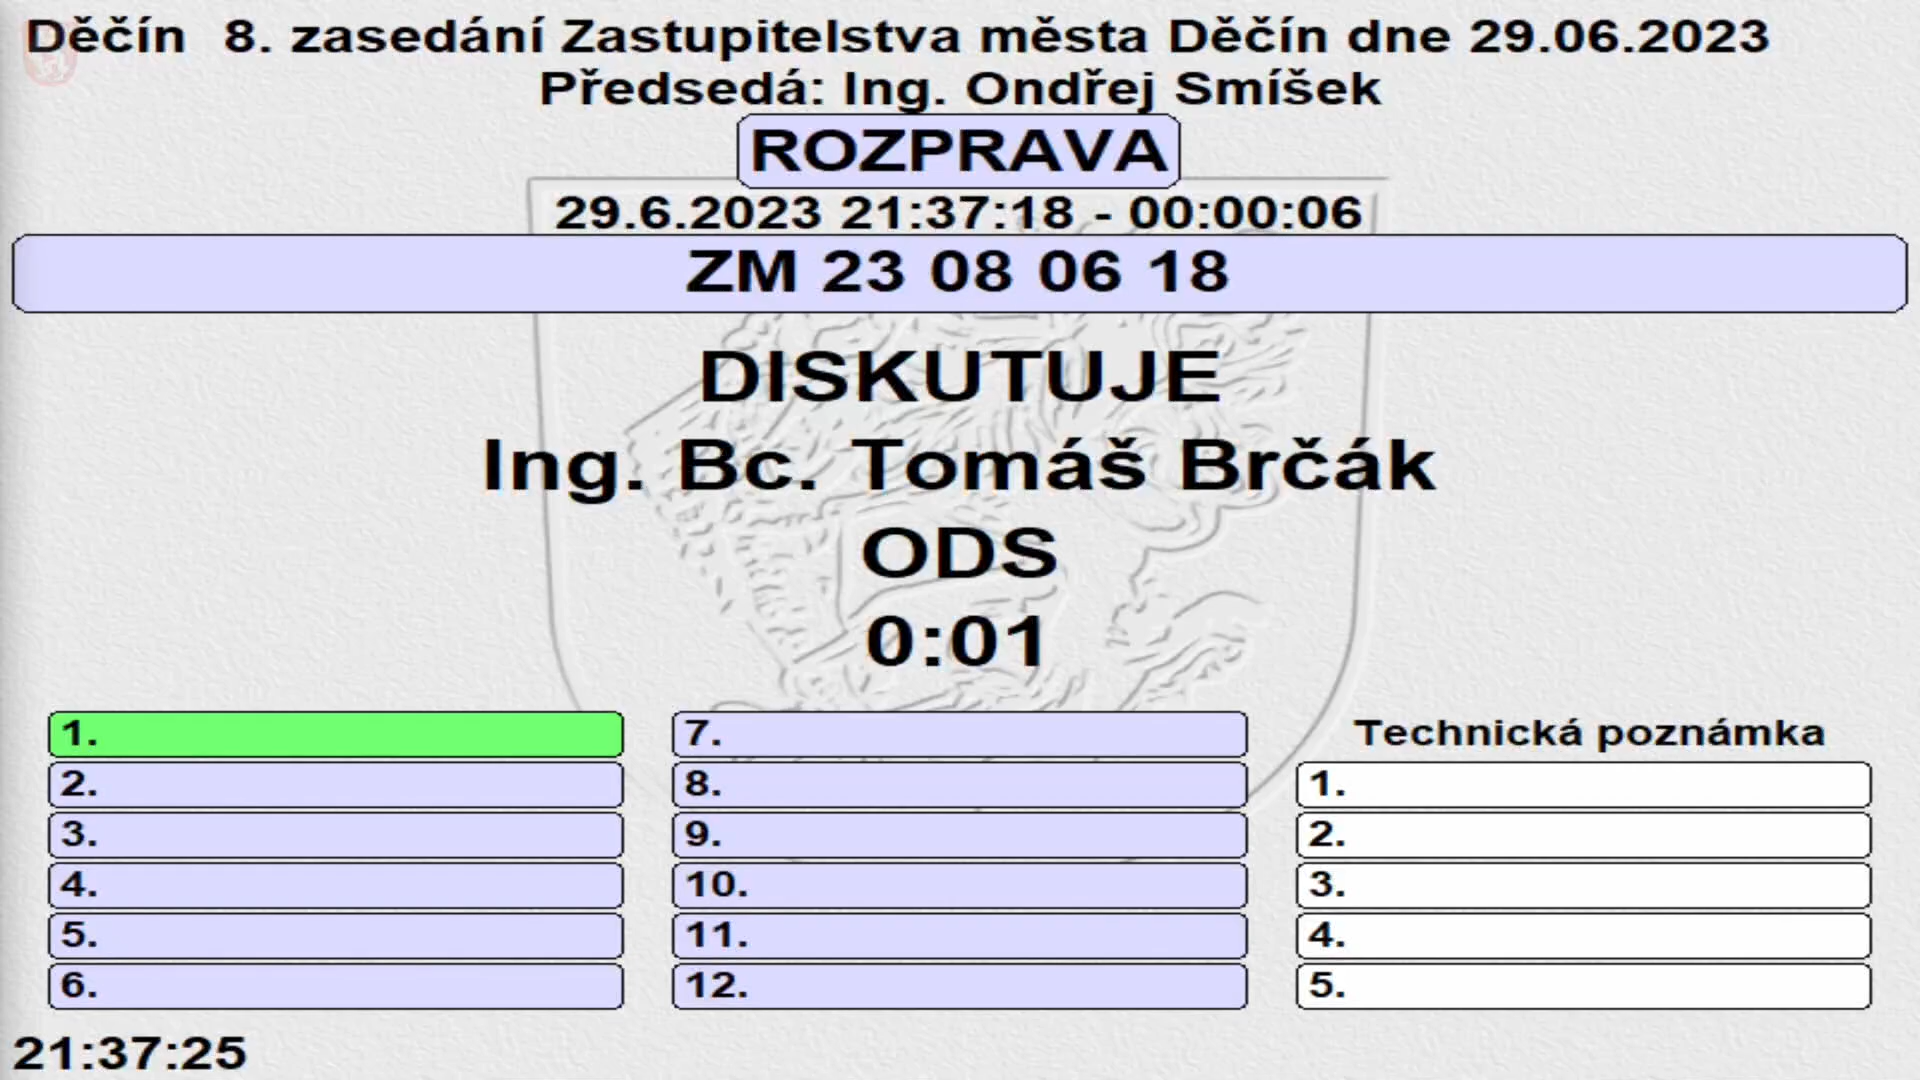 Děčín 8. zasedání Zastupitelstva města Děčín dne 29.06.2023
Předsedá: Ing. Ondřej Smíšek
ROZPRAVA
29.6.2023 21:37:18 - 00:00:06
ZM 23 08 06 18
DISKUTUJE
Ing. Bc. Tomáš Brčák
ODS
0:01
1.
2.
3.
4.
5.
6.
7.
8.
9.
10.
11.
12.
Technická poznámka
1.
2.
3.
4.
5.
21:37:25